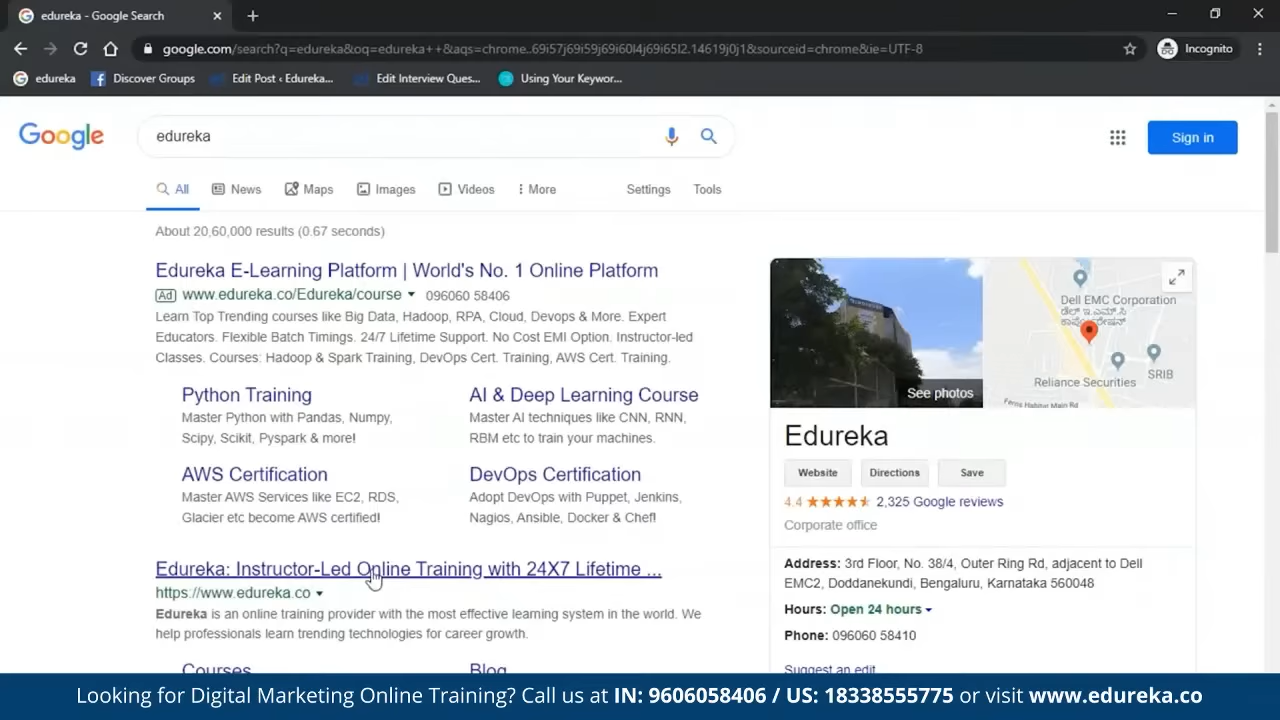 edureka - Google Search
google.com/search?q=edureka&oq=edureka++&aqs=chrome..69i57j69i59j69i60l4j69i65l2.14619j0j1&sourceid=chrome&ie=UTF-8
Incognito
edureka
Discover Groups
Edit Post ‹ Edureka...
Edit Interview Ques...
Using Your Keywor...
Google
edureka
Sign in
All
News
Maps
Images
Videos
More
Settings
Tools
About 20,60,000 results (0.67 seconds)
Edureka E-Learning Platform | World's No. 1 Online Platform
Ad www.edureka.co/Edureka/course 096060 58406
Learn Top Trending courses like Big Data, Hadoop, RPA, Cloud, Devops & More. Expert
Educators. Flexible Batch Timings. 24/7 Lifetime Support. No Cost EMI Option. Instructor-led
Classes. Courses: Hadoop & Spark Training, DevOps Cert. Training, AWS Cert. Training.
Python Training
Master Python with Pandas, Numpy,
Scipy, Scikit, Pyspark & more!
AI & Deep Learning Course
Master AI techniques like CNN, RNN,
RBM etc to train your machines.
AWS Certification
Master AWS Services like EC2, RDS,
Glacier etc become AWS certified!
DevOps Certification
Adopt DevOps with Puppet, Jenkins,
Nagios, Ansible, Docker & Chef!
Edureka: Instructor-Led Online Training with 24X7 Lifetime ...
https://www.edureka.co
Edureka is an online training provider with the most effective learning system in the world. We
help professionals learn trending technologies for career growth.
Courses
Blog
See photos
Dell EMC Corporation
Reliance Securities
SRIB
Ferns Habitat Main Rd
Edureka
Website
Directions
Save
4.4 2,325 Google reviews
Corporate office
Address: 3rd Floor, No. 38/4, Outer Ring Rd, adjacent to Dell
EMC2, Doddanekundi, Bengaluru, Karnataka 560048
Hours: Open 24 hours
Phone: 096060 58410
Suggest an edit
Looking for Digital Marketing Online Training? Call us at IN: 9606058406 / US: 18338555775 or visit www.edureka.co